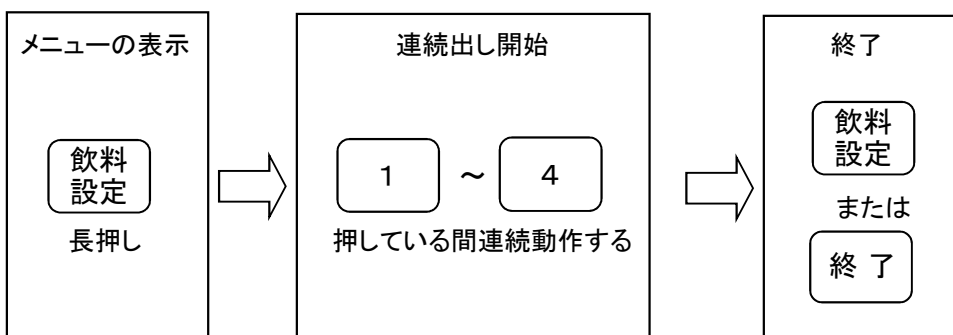 メニューの表示
飲料
設定
長押し
連続出し開始
1 ～ 4
押している間連続動作する
終了
飲料
設定
または
終 了